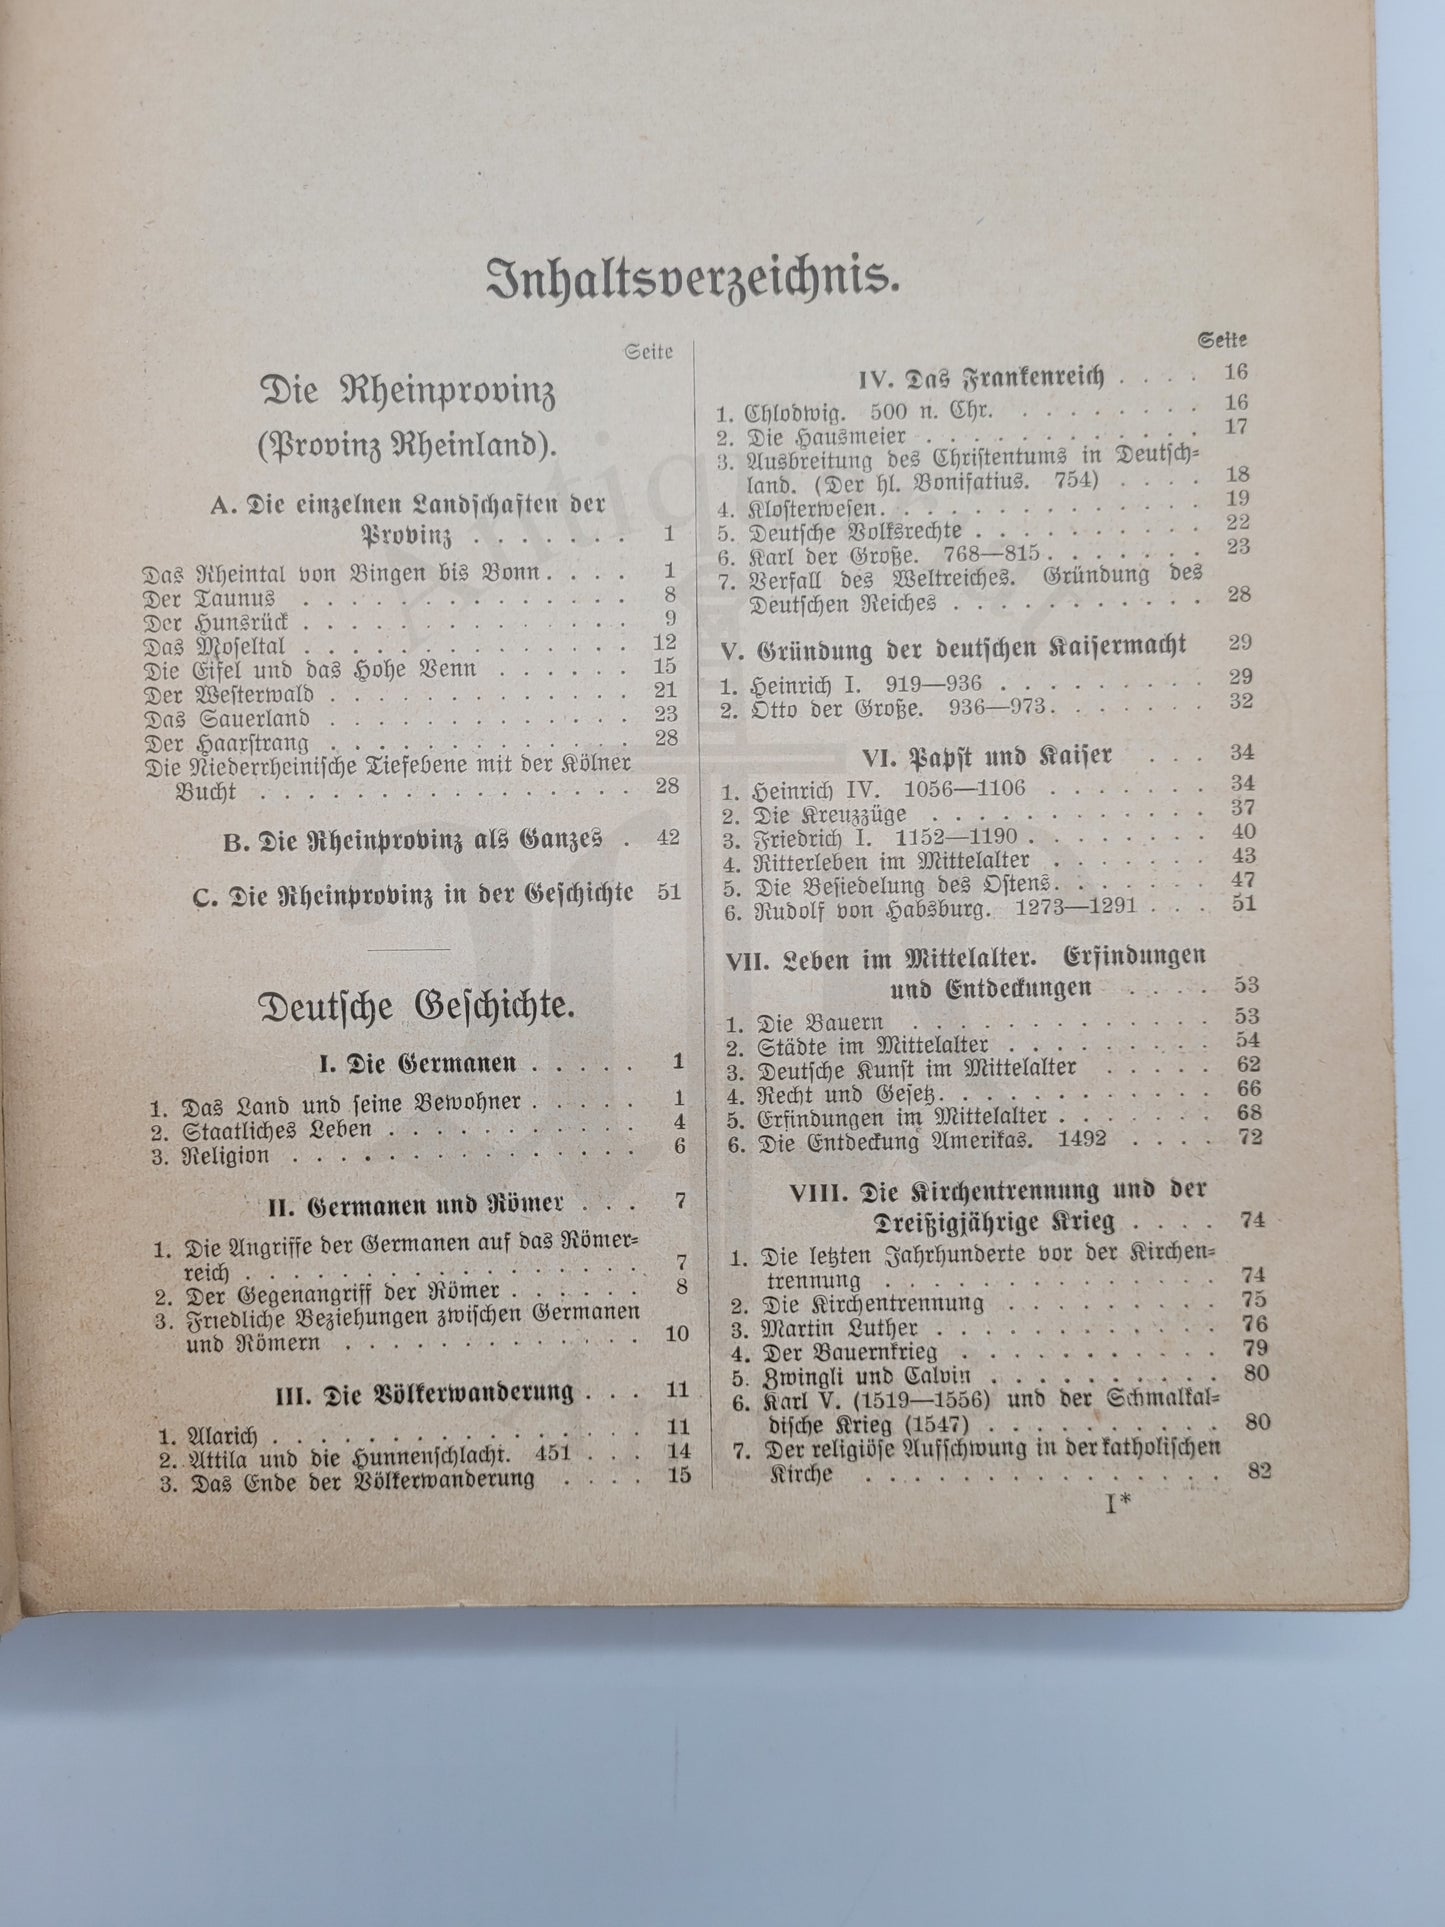 Inhaltsverzeichnis.
Seite
Die Rheinprovinz
(Provinz Rheinland).
A. Die einzelnen Landschaften der
Provinz . . . . . . . 1
Das Rheintal von Bingen bis Bonn. . . . 1
Der Taunus . . . . . . . . . . . . . . 8
Der Hunsrück . . . . . . . . . . . . . 9
Das Moseltal . . . . . . . . . . . . . 12
Die Eifel und das Hohe Venn . . . . . . 15
Der Westerwald . . . . . . . . . . . . 21
Das Sauerland . . . . . . . . . . . . . 23
Der Haarstrang . . . . . . . . . . . . 28
Die Niederrheinische Tiefebene mit der Kölner
Bucht . . . . . . . . . . . . . . . 28
B. Die Rheinprovinz als Ganzes . 42
C. Die Rheinprovinz in der Geschichte 51
Deutsche Geschichte.
I. Die Germanen . . . . . 1
1. Das Land und seine Bewohner . . . . . 1
2. Staatliches Leben . . . . . . . . . . . 4
3. Religion . . . . . . . . . . . . . . . 6
II. Germanen und Römer . . . 7
1. Die Angriffe der Germanen auf das Römer-
reich . . . . . . . . . . . . . . . . 7
2. Der Gegenangriff der Römer . . . . . . 8
3. Friedliche Beziehungen zwischen Germanen
und Römern . . . . . . . . . . . . 10
III. Die Völkerwanderung . . . 11
1. Alarich . . . . . . . . . . . . . . . . 11
2. Attila und die Hunnenschlacht. 451 . . . 14
3. Das Ende der Völkerwanderung . . . . 15
Seite
IV. Das Frankenreich . . . . 16
1. Chlodwig. 500 n. Chr. . . . . . . . . 16
2. Die Hausmeier . . . . . . . . . . . . 17
3. Ausbreitung des Christentums in Deutsch-
land. (Der hl. Bonifatius. 754) . . . . 18
4. Klosterwesen. . . . . . . . . . . . . . 19
5. Deutsche Volksrechte . . . . . . . . . . 22
6. Karl der Große. 768—815. . . . . . . 23
7. Verfall des Weltreiches. Gründung des
Deutschen Reiches . . . . . . . . . . . 28
V. Gründung der deutschen Kaisermacht 29
1. Heinrich I. 919—936 . . . . . . . . . 29
2. Otto der Große. 936—973. . . . . . . 32
VI. Papst und Kaiser . . . 34
1. Heinrich IV. 1056—1106 . . . . . . . 34
2. Die Kreuzzüge . . . . . . . . . . . . 37
3. Friedrich I. 1152—1190 . . . . . . . . 40
4. Ritterleben im Mittelalter . . . . . . . 43
5. Die Besiedelung des Ostens. . . . . . . 47
6. Rudolf von Habsburg. 1273—1291 . . . 51
VII. Leben im Mittelalter. Erfindungen
und Entdeckungen . . . . 53
1. Die Bauern . . . . . . . . . . . . . 53
2. Städte im Mittelalter . . . . . . . . . 54
3. Deutsche Kunst im Mittelalter . . . . . 62
4. Recht und Gesetz. . . . . . . . . . . . 66
5. Erfindungen im Mittelalter . . . . . . . 68
6. Die Entdeckung Amerikas. 1492 . . . . 72
VIII. Die Kirchentrennung und der
Dreißigjährige Krieg . . . . 74
1. Die letzten Jahrhunderte vor der Kirchen-
trennung . . . . . . . . . . . . . . 74
2. Die Kirchentrennung . . . . . . . . . 75
3. Martin Luther . . . . . . . . . . . . 76
4. Der Bauernkrieg . . . . . . . . . . . 79
5. Zwingli und Calvin . . . . . . . . . . 80
6. Karl V. (1519—1556) und der Schmalkal-
dische Krieg (1547) . . . . . . . . . . 80
7. Der religiöse Aufschwung in der katholischen
Kirche . . . . . . . . . . . . . . . 82
I*